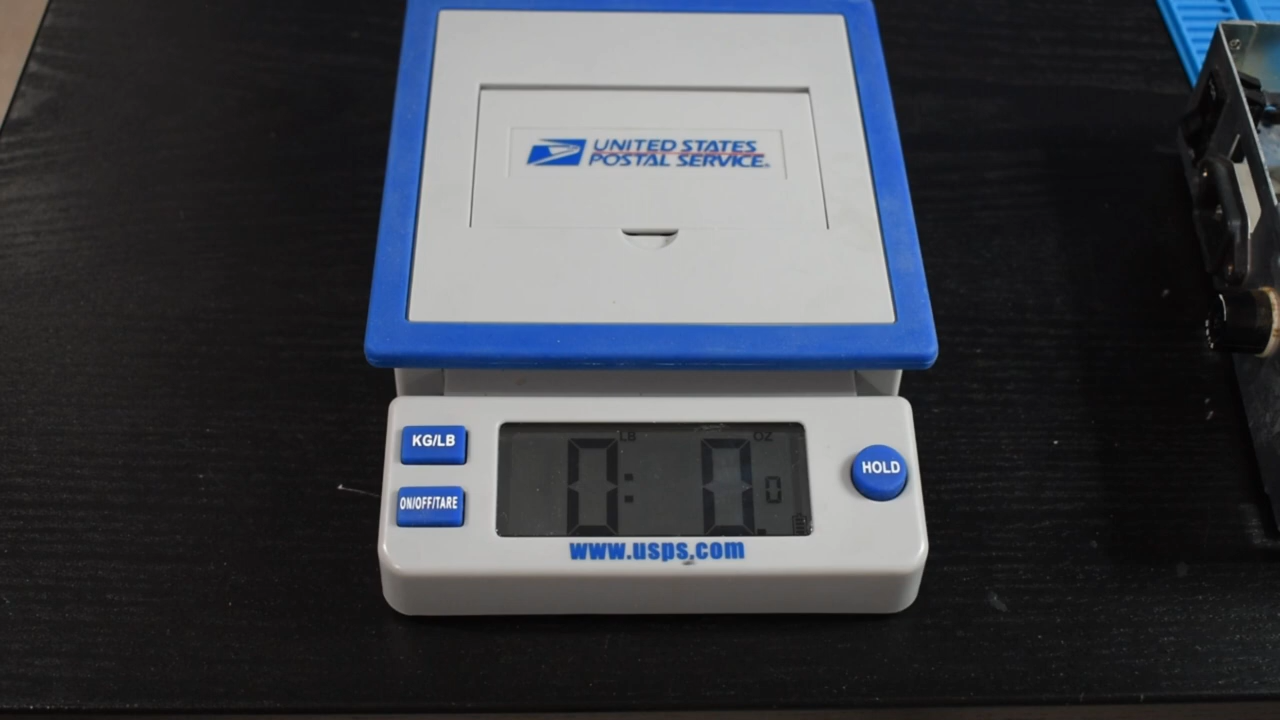 UNITED STATES
POSTAL SERVICE®
KG/LB
ON/OFF/TARE
0: LB 0.0 OZ
HOLD
www.usps.com